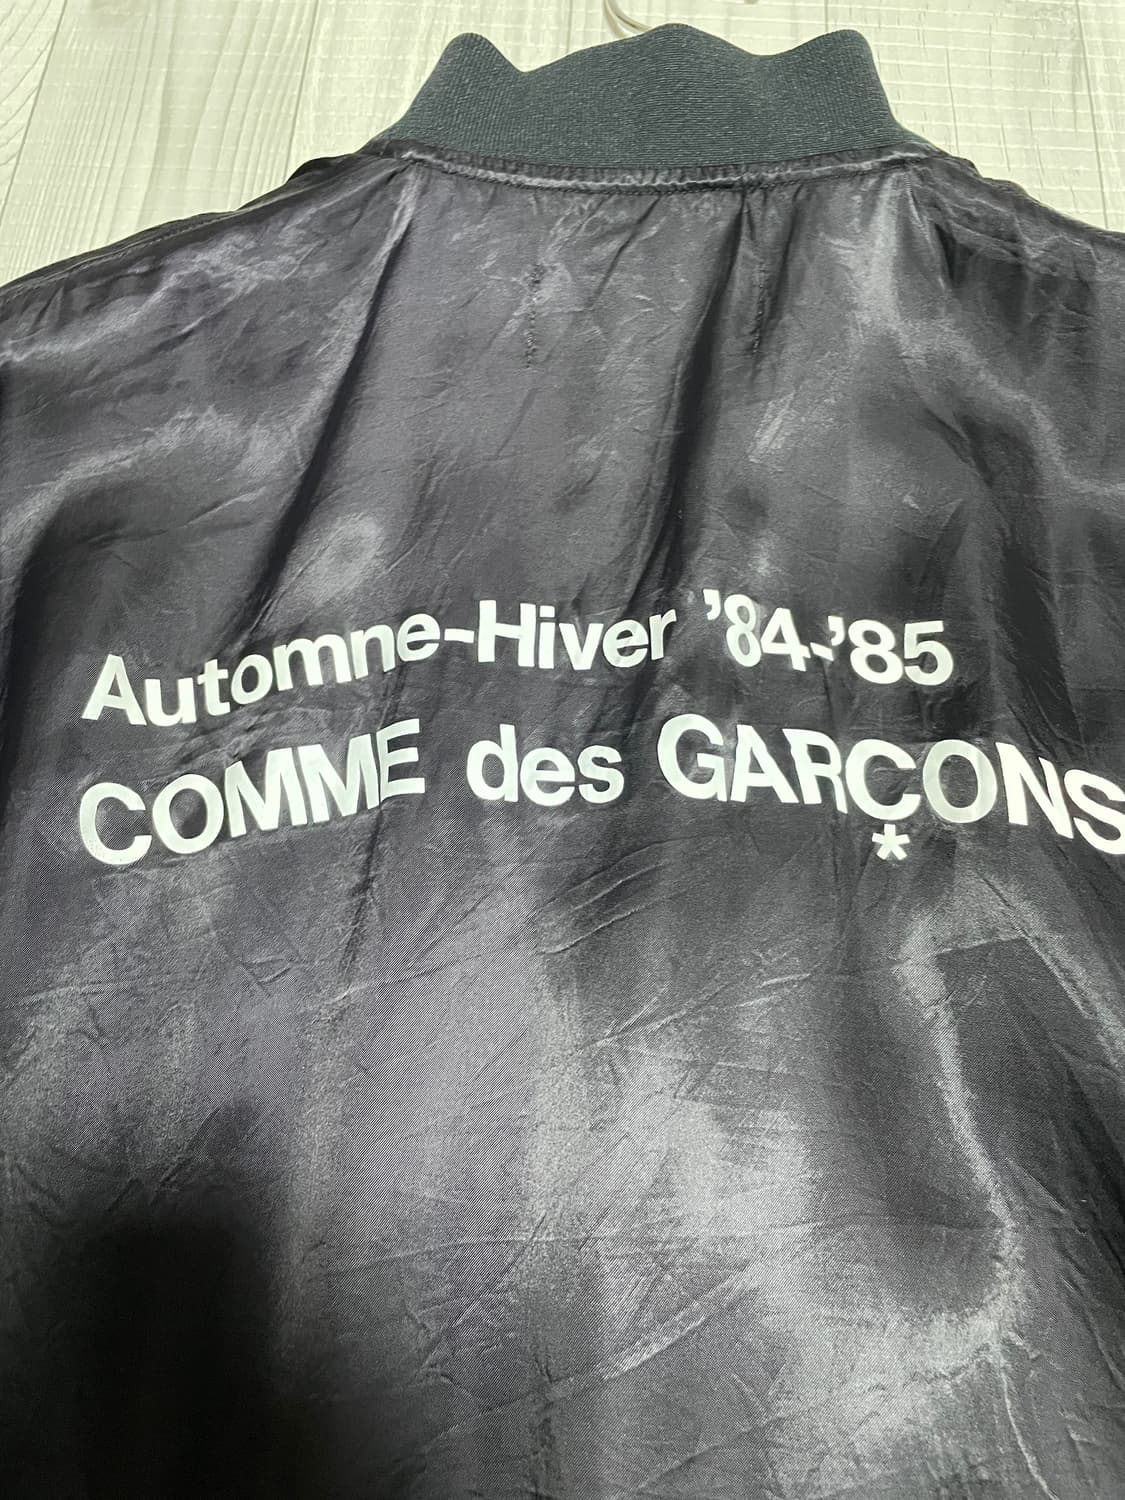 Automne-Hiver ’84-’85
COMME des GARÇONS
*